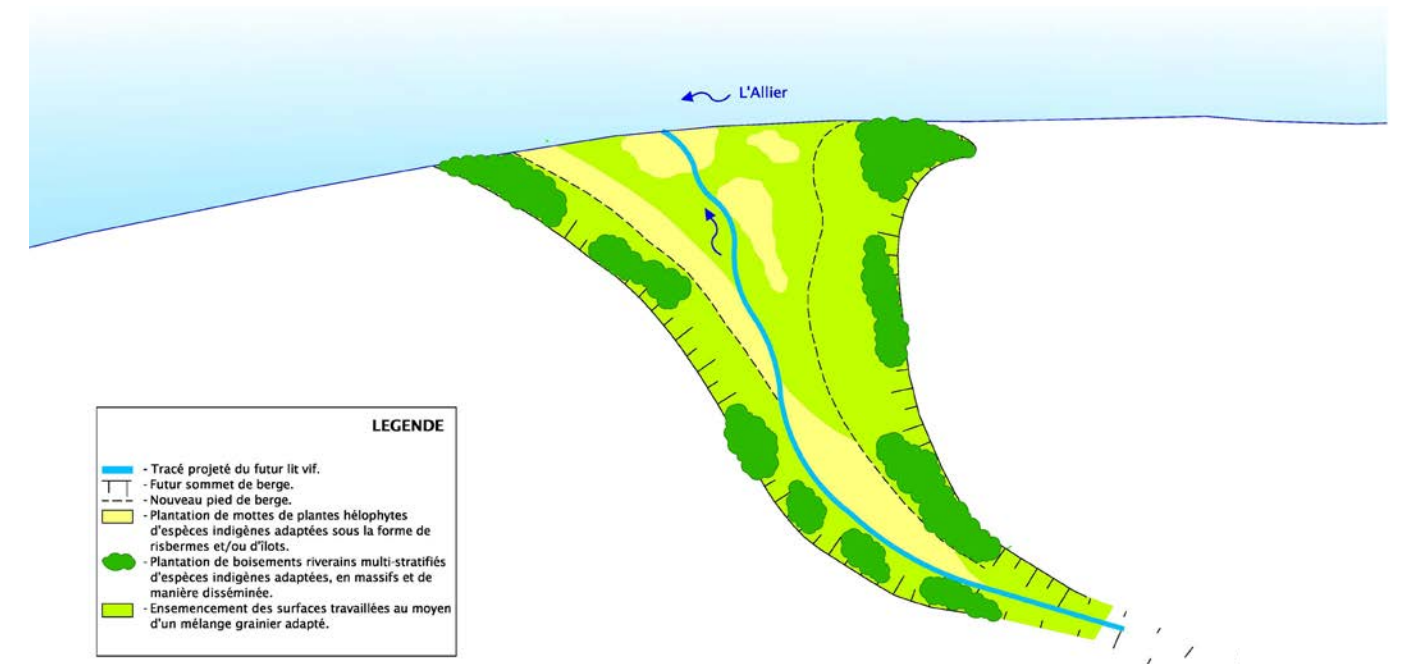 L'Allier
LEGENDE
- Tracé projeté du futur lit vif.
- Futur sommet de berge.
- Nouveau pied de berge.
- Plantation de mottes de plantes hélophytes
d'espèces indigènes adaptées sous la forme de
risbermes et/ou d'îlots.
- Plantation de boisements riverains multi-stratifiés
d'espèces indigènes adaptées, en massifs et de
manière disséminée.
- Ensemencement des surfaces travaillées au moyen
d'un mélange grainier adapté.